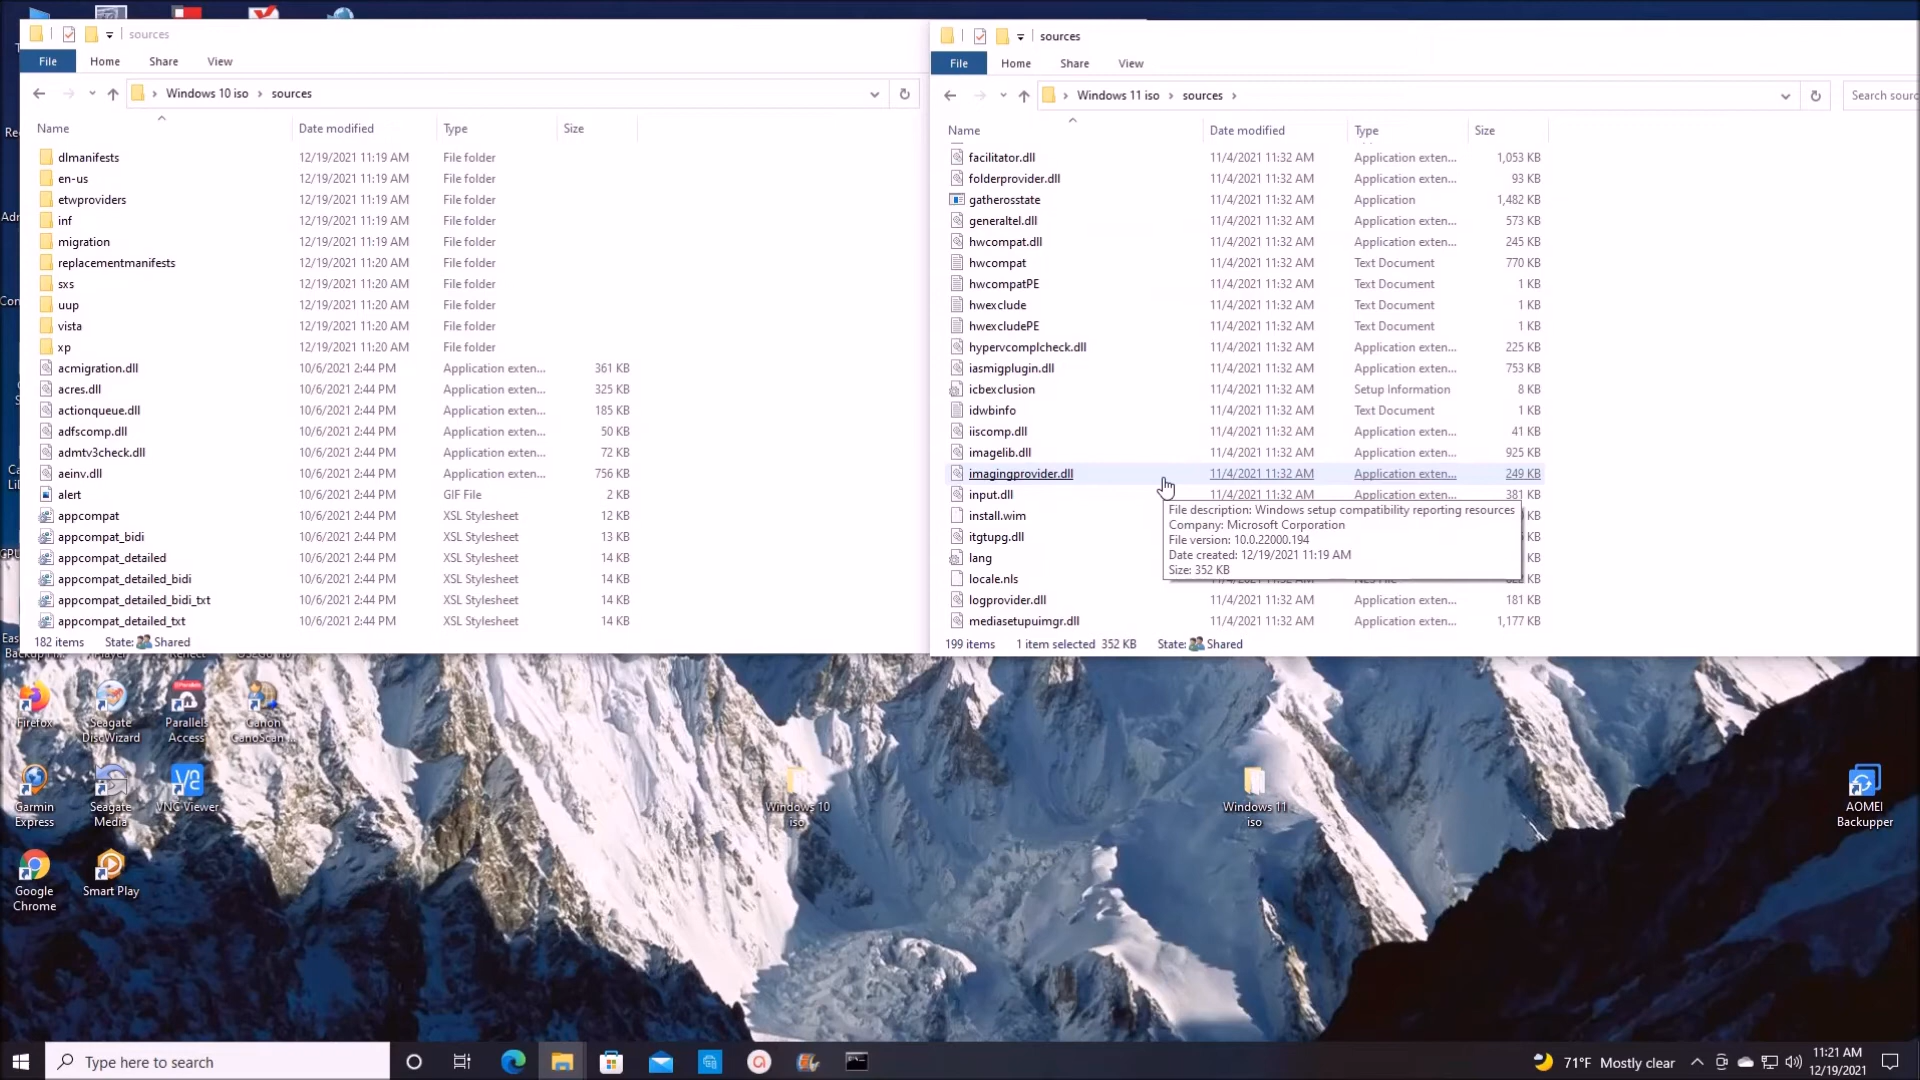 sources
File
Home
Share
View
Windows 10 iso
sources
Name
Date modified
Type
Size
dlmanifests 12/19/2021 11:19 AM File folder
en-us 12/19/2021 11:19 AM File folder
etwproviders 12/19/2021 11:19 AM File folder
inf 12/19/2021 11:19 AM File folder
migration 12/19/2021 11:19 AM File folder
replacementmanifests 12/19/2021 11:20 AM File folder
sxs 12/19/2021 11:20 AM File folder
uup 12/19/2021 11:20 AM File folder
vista 12/19/2021 11:20 AM File folder
xp 12/19/2021 11:20 AM File folder
acmigration.dll 10/6/2021 2:44 PM Application exten... 361 KB
acres.dll 10/6/2021 2:44 PM Application exten... 325 KB
actionqueue.dll 10/6/2021 2:44 PM Application exten... 185 KB
adfscomp.dll 10/6/2021 2:44 PM Application exten... 50 KB
admtv3check.dll 10/6/2021 2:44 PM Application exten... 72 KB
aeinv.dll 10/6/2021 2:44 PM Application exten... 756 KB
alert 10/6/2021 2:44 PM GIF File 2 KB
appcompat 10/6/2021 2:44 PM XSL Stylesheet 12 KB
appcompat_bidi 10/6/2021 2:44 PM XSL Stylesheet 13 KB
appcompat_detailed 10/6/2021 2:44 PM XSL Stylesheet 14 KB
appcompat_detailed_bidi 10/6/2021 2:44 PM XSL Stylesheet 14 KB
appcompat_detailed_bidi_txt 10/6/2021 2:44 PM XSL Stylesheet 14 KB
appcompat_detailed_txt 10/6/2021 2:44 PM XSL Stylesheet 14 KB
182 items State: Shared
sources
File
Home
Share
View
Windows 11 iso
sources
Search sourc
Name
Date modified
Type
Size
facilitator.dll 11/4/2021 11:32 AM Application exten... 1,053 KB
folderprovider.dll 11/4/2021 11:32 AM Application exten... 93 KB
gatherosstate 11/4/2021 11:32 AM Application 1,482 KB
generaltel.dll 11/4/2021 11:32 AM Application exten... 573 KB
hwcompat.dll 11/4/2021 11:32 AM Application exten... 245 KB
hwcompat 11/4/2021 11:32 AM Text Document 770 KB
hwcompatPE 11/4/2021 11:32 AM Text Document 1 KB
hwexclude 11/4/2021 11:32 AM Text Document 1 KB
hwexcludePE 11/4/2021 11:32 AM Text Document 1 KB
hypervcomplcheck.dll 11/4/2021 11:32 AM Application exten... 225 KB
iasmigplugin.dll 11/4/2021 11:32 AM Application exten... 753 KB
icbexclusion 11/4/2021 11:32 AM Setup Information 8 KB
idwbinfo 11/4/2021 11:32 AM Text Document 1 KB
iiscomp.dll 11/4/2021 11:32 AM Application exten... 41 KB
imagelib.dll 11/4/2021 11:32 AM Application exten... 925 KB
imagingprovider.dll 11/4/2021 11:32 AM Application exten... 249 KB
input.dll 11/4/2021 11:32 AM Application exten... 381 KB
install.wim KB
itgtupg.dll KB
lang KB
locale.nls KB
logprovider.dll 11/4/2021 11:32 AM Application exten... 181 KB
mediasetupuimgr.dll 11/4/2021 11:32 AM Application exten... 1,177 KB
File description: Windows setup compatibility reporting resources
Company: Microsoft Corporation
File version: 10.0.22000.194
Date created: 12/19/2021 11:19 AM
Size: 352 KB
199 items 1 item selected 352 KB State: Shared
Firefox
Seagate
DiscWizard
Parallels
Access
Canon
CanoScan ...
Garmin
Express
Seagate
Media
VNC Viewer
Windows 10
iso
Windows 11
iso
AOMEI
Backupper
Google
Chrome
Smart Play
Type here to search
71°F Mostly clear
11:21 AM
12/19/2021